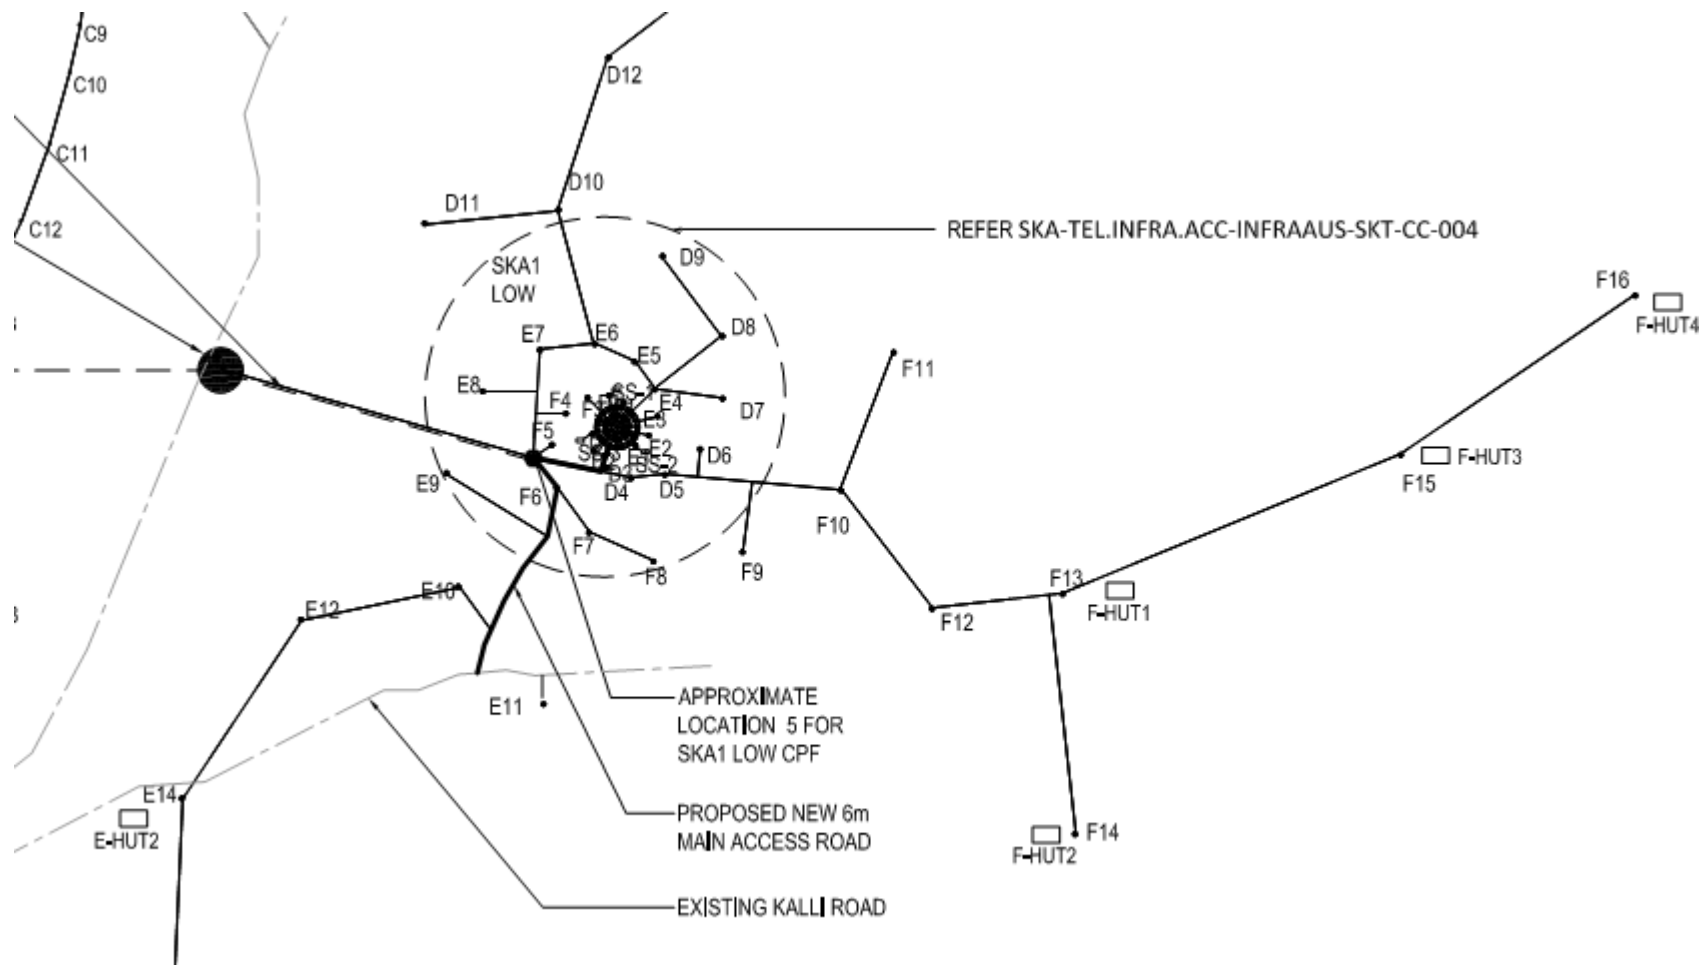 C9
C10
C11
C12
D12
D10
D11
REFER SKA-TEL.INFRA.ACC-INFRAAUS-SKT-CC-004
SKA1
LOW
D9
F16
F-HUT4
E7
E6
D8
E5
F11
E8
E4
D7
F4
E3
F5
E2
D6
SS-2
D4
D5
E9
F6
F-HUT3
F15
F10
F7
F8
F9
E10
E12
F13
F-HUT1
F12
E11
APPROXIMATE
LOCATION 5 FOR
SKA1 LOW CPF
E14
E-HUT2
PROPOSED NEW 6m
MAIN ACCESS ROAD
F14
F-HUT2
EXISTING KALLI ROAD